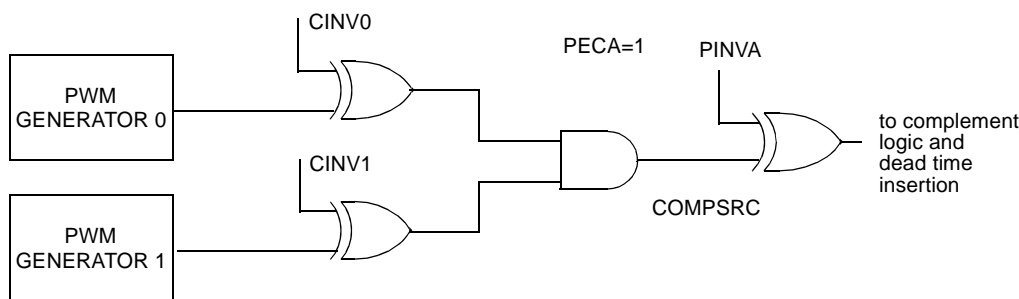 CINV0
PECA=1
PINVA
PWM
GENERATOR 0
to complement
logic and
dead time
insertion
CINV1
COMPSRC
PWM
GENERATOR 1